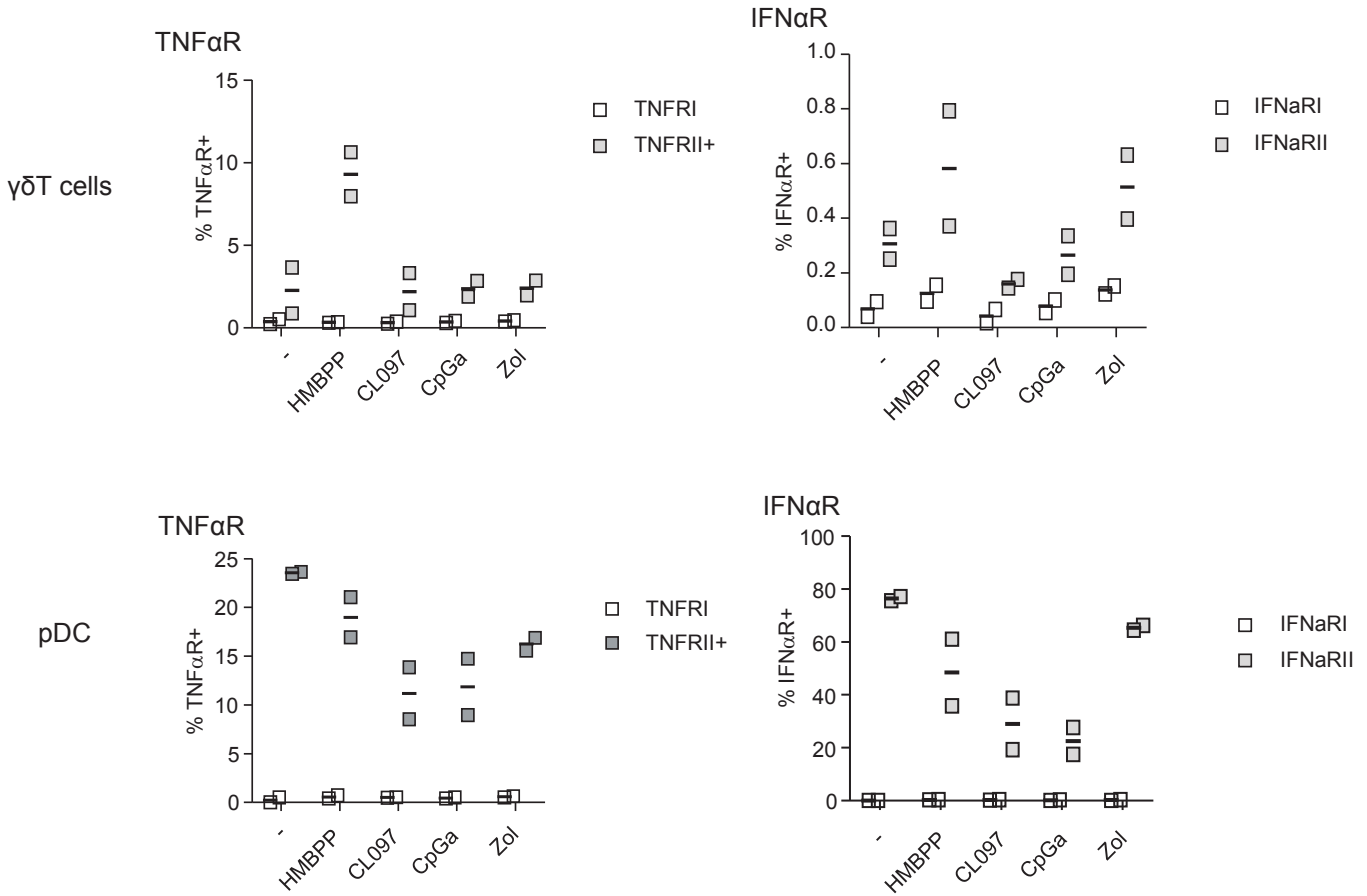 TNFαR
15
10
5
0
% TNFαR+
- HMBPP CL097 CpGa Zol
TNFRI
TNFRII+
IFNαR
1.0
0.8
0.6
0.4
0.2
0.0
% IFNαR+
- HMBPP CL097 CpGa Zol
IFNaRI
IFNaRII
γδT cells
TNFαR
25
20
15
10
5
0
% TNFαR+
- HMBPP CL097 CpGa Zol
TNFRI
TNFRII+
IFNαR
100
80
60
40
20
0
% IFNαR+
- HMBPP CL097 CpGa Zol
IFNaRI
IFNaRII
pDC